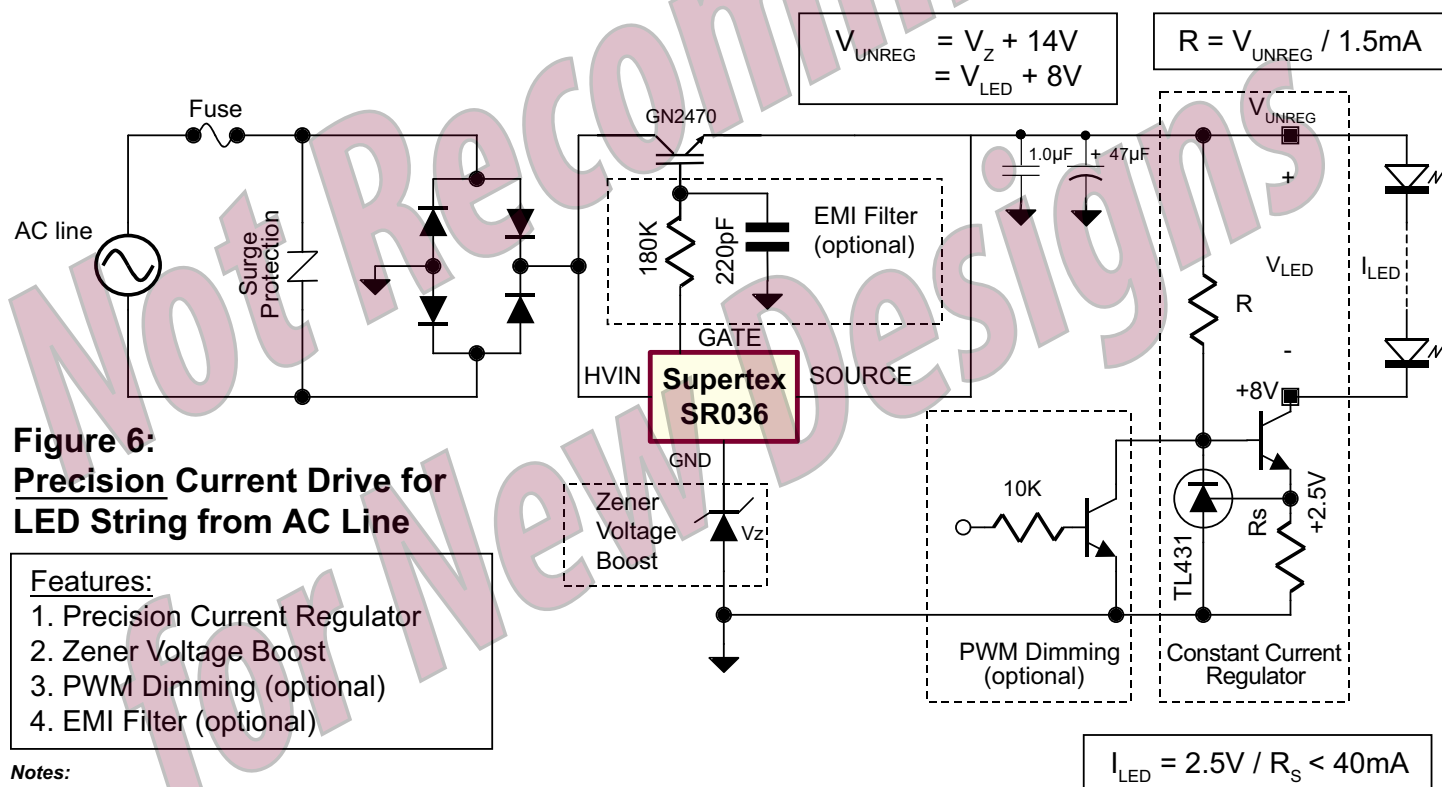 Not Recommended
for New Designs
V_UNREG = V_Z + 14V
= V_LED + 8V
R = V_UNREG / 1.5mA
Fuse
GN2470
V_UNREG
1.0µF
+ 47µF
+
AC line
Surge
Protection
180K
220pF
EMI Filter
(optional)
V_LED
I_LED
R
GATE
HVIN
Supertex
SR036
SOURCE
-
+8V
GND
Figure 6:
Precision Current Drive for
LED String from AC Line
Zener
Voltage
Boost
Vz
10K
TL431
Rs
+2.5V
Features:
1. Precision Current Regulator
2. Zener Voltage Boost
3. PWM Dimming (optional)
4. EMI Filter (optional)
PWM Dimming
(optional)
Constant Current
Regulator
Notes:
I_LED = 2.5V / R_S < 40mA